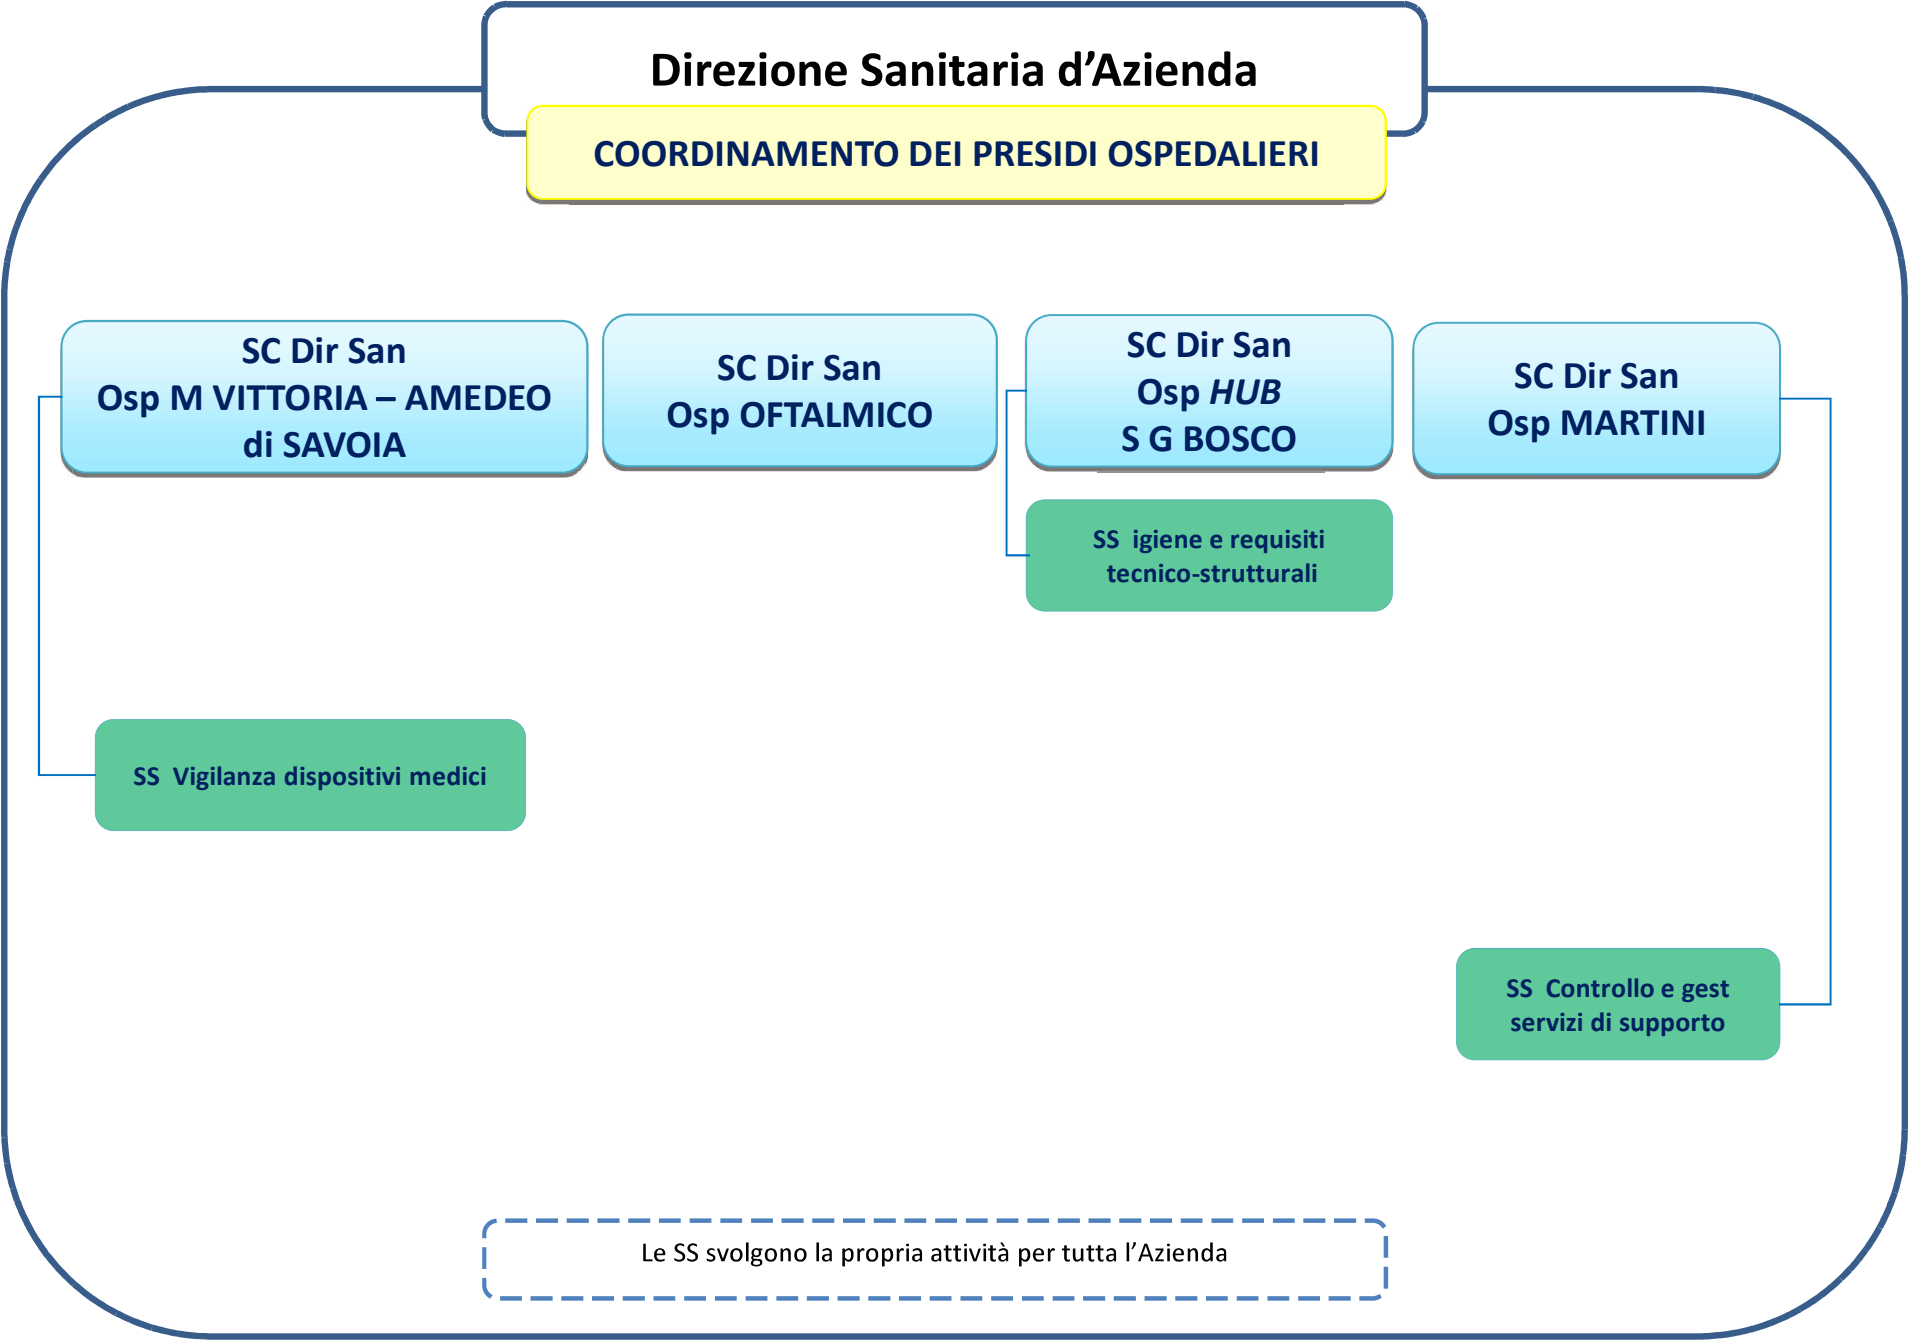 Direzione Sanitaria d’Azienda
COORDINAMENTO DEI PRESIDI OSPEDALIERI
SC Dir San
Osp M VITTORIA – AMEDEO
di SAVOIA
SC Dir San
Osp OFTALMICO
SC Dir San
Osp HUB
S G BOSCO
SC Dir San
Osp MARTINI
SS igiene e requisiti
tecnico-strutturali
SS Vigilanza dispositivi medici
SS Controllo e gest
servizi di supporto
Le SS svolgono la propria attività per tutta l’Azienda